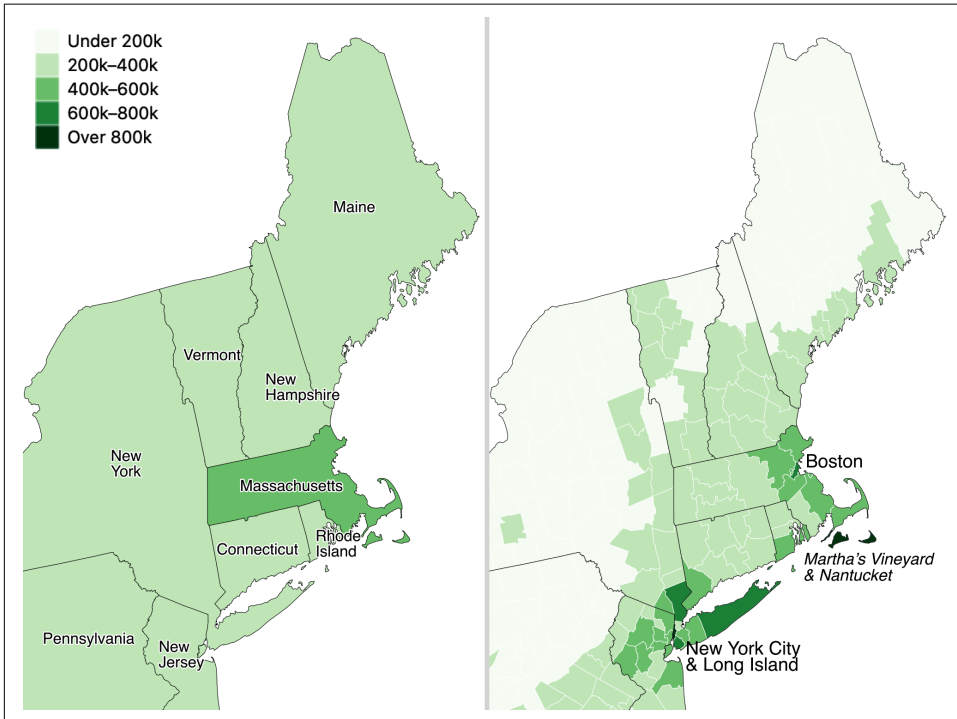 Under 200k
200k–400k
400k–600k
600k–800k
Over 800k
Maine
Vermont
New
Hampshire
New
York
Massachusetts
Connecticut
Rhode
Island
Pennsylvania
New
Jersey
Boston
Martha's Vineyard
& Nantucket
New York City
& Long Island